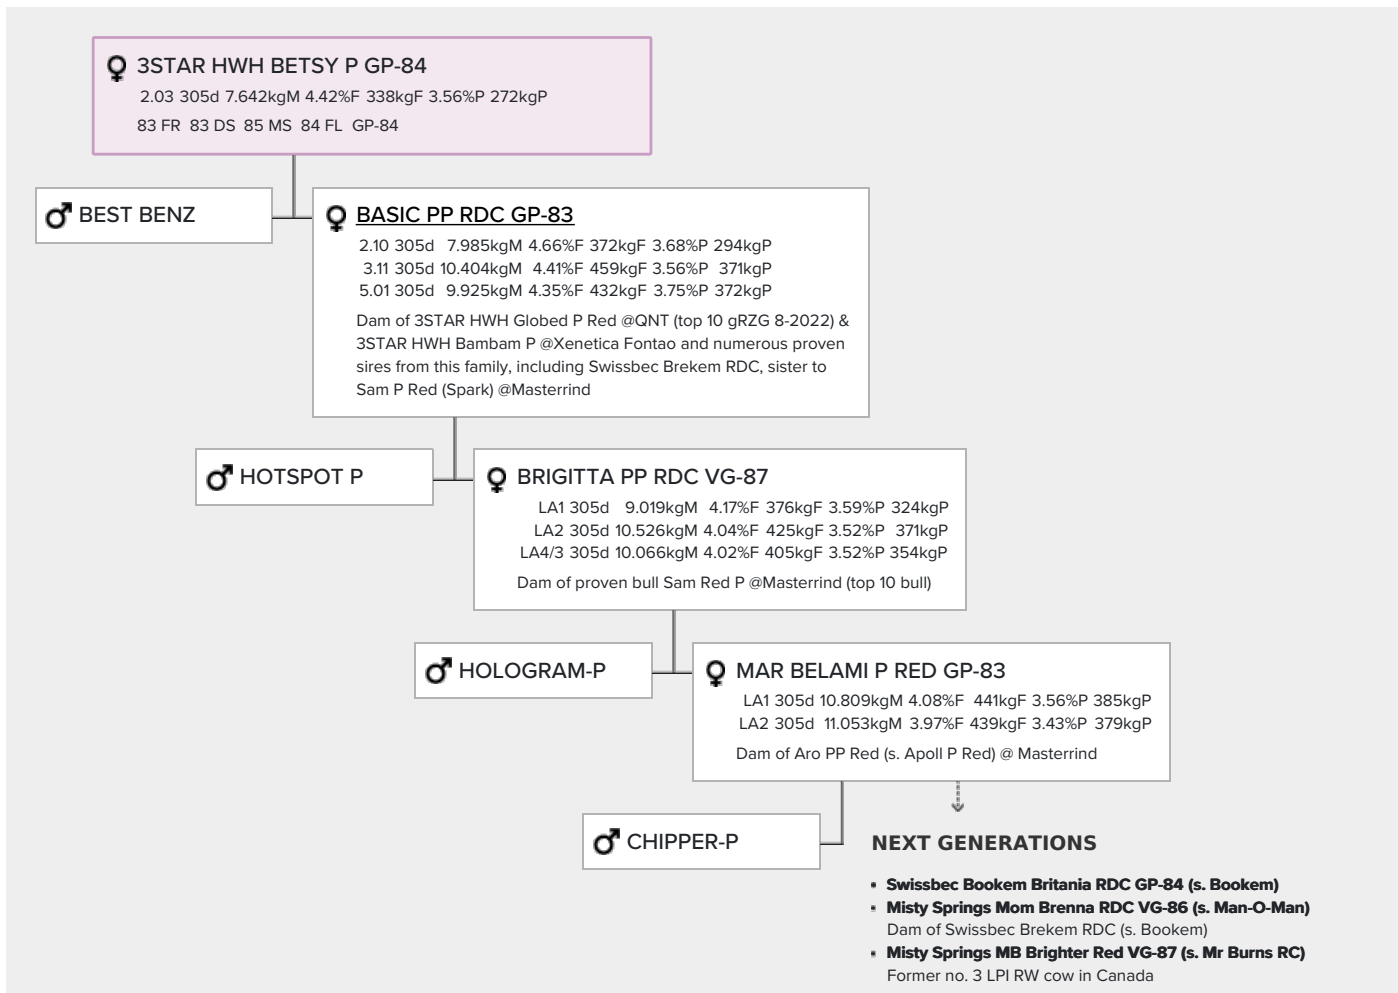 3STAR HWH BETSY P GP-84
2.03 305d 7.642kgM 4.42%F 338kgF 3.56%P 272kgP
83 FR 83 DS 85 MS 84 FL GP-84
BEST BENZ
BASIC PP RDC GP-83
2.10 305d 7.985kgM 4.66%F 372kgF 3.68%P 294kgP
3.11 305d 10.404kgM 4.41%F 459kgF 3.56%P 371kgP
5.01 305d 9.925kgM 4.35%F 432kgF 3.75%P 372kgP
Dam of 3STAR HWH Globed P Red @QNT (top 10 gRZG 8-2022) &
3STAR HWH Bambam P @Xenetica Fontao and numerous proven
sires from this family, including Swissbec Brekem RDC, sister to
Sam P Red (Spark) @Masterrind
HOTSPOT P
BRIGITTA PP RDC VG-87
LA1 305d 9.019kgM 4.17%F 376kgF 3.59%P 324kgP
LA2 305d 10.526kgM 4.04%F 425kgF 3.52%P 371kgP
LA4/3 305d 10.066kgM 4.02%F 405kgF 3.52%P 354kgP
Dam of proven bull Sam Red P @Masterrind (top 10 bull)
HOLOGRAM-P
MAR BELAMI P RED GP-83
LA1 305d 10.809kgM 4.08%F 441kgF 3.56%P 385kgP
LA2 305d 11.053kgM 3.97%F 439kgF 3.43%P 379kgP
Dam of Aro PP Red (s. Apoll P Red) @ Masterrind
CHIPPER-P
NEXT GENERATIONS
• Swissbec Bookem Britania RDC GP-84 (s. Bookem)
• Misty Springs Mom Brenna RDC VG-86 (s. Man-O-Man)
Dam of Swissbec Brekem RDC (s. Bookem)
• Misty Springs MB Brighter Red VG-87 (s. Mr Burns RC)
Former no. 3 LPI RW cow in Canada